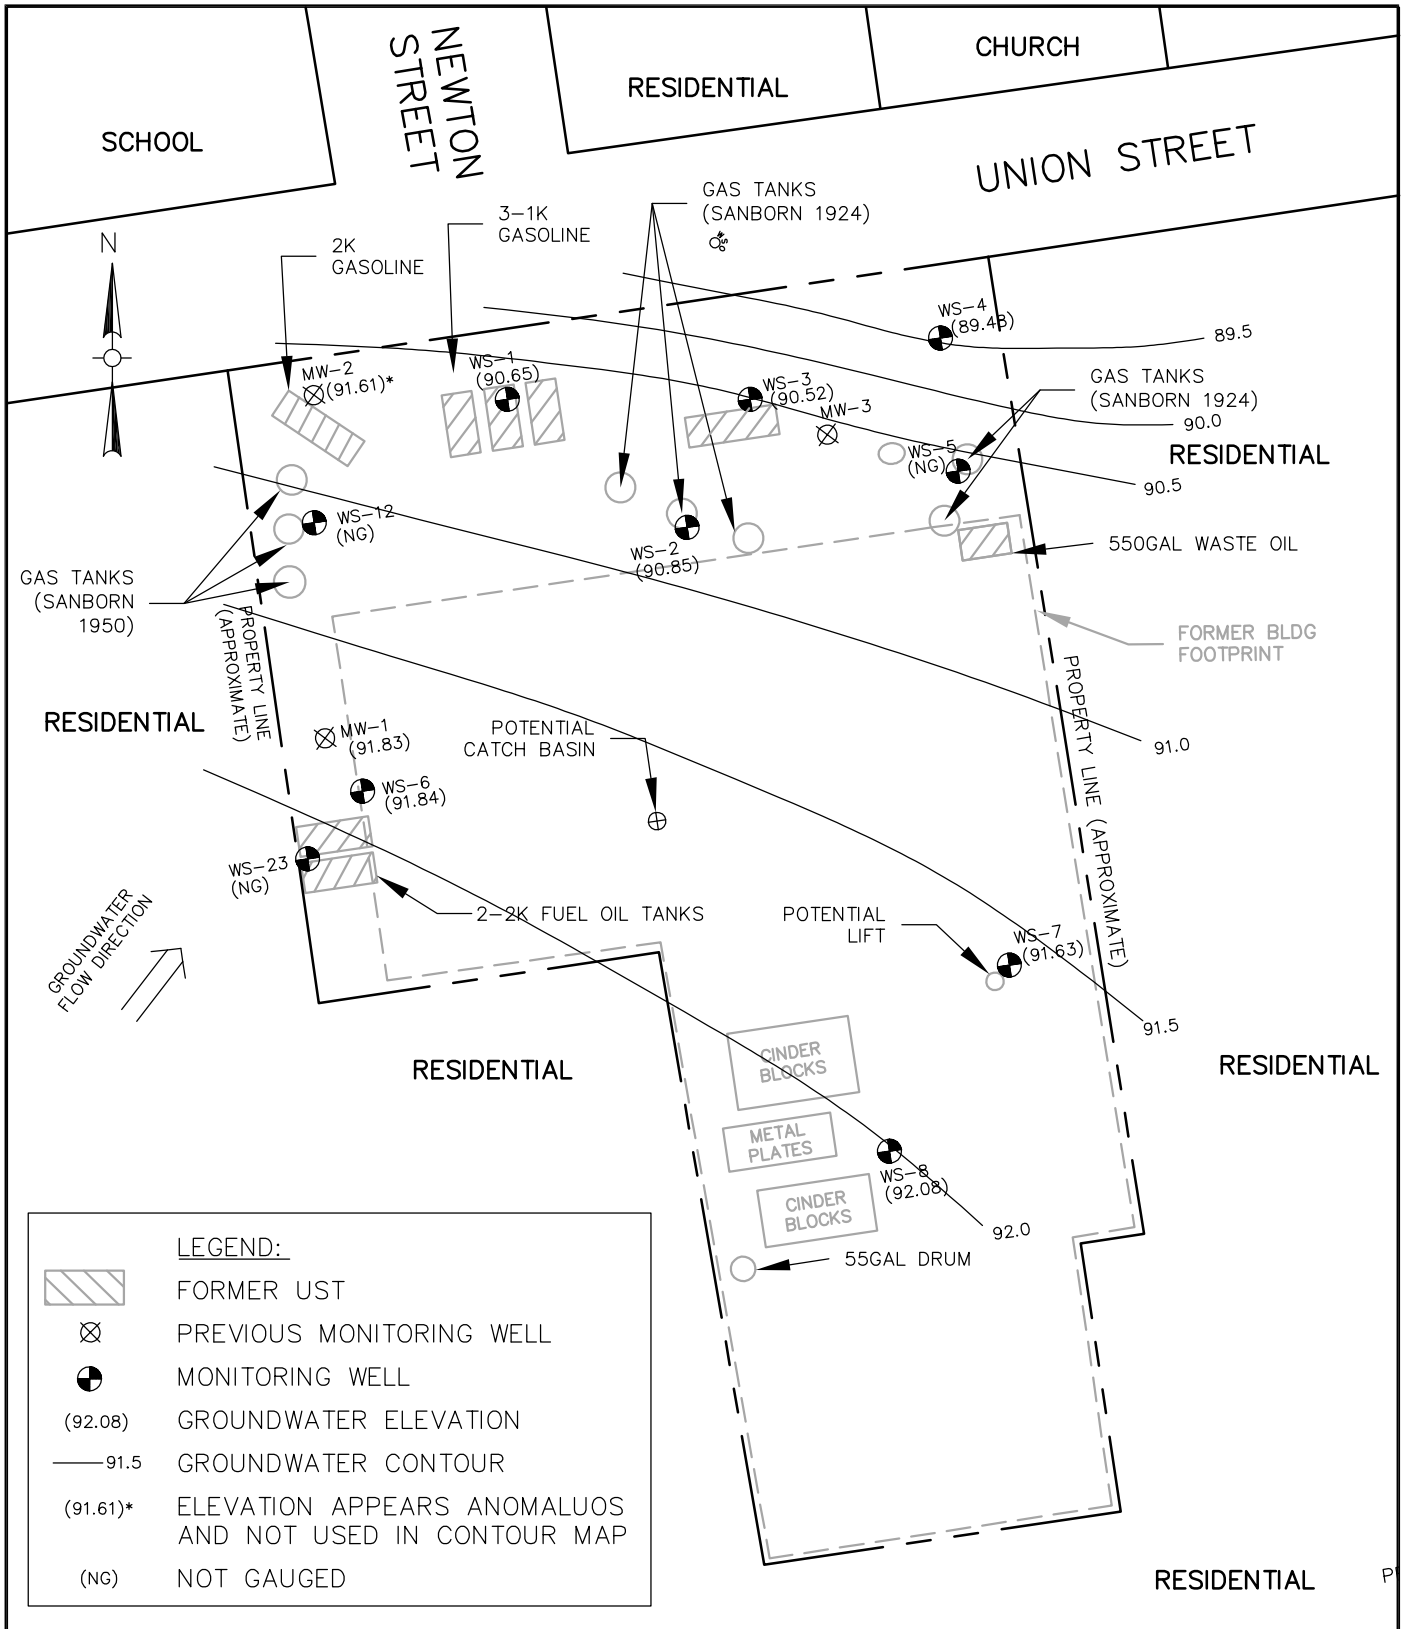 NEWTON
STREET
CHURCH
RESIDENTIAL
SCHOOL
UNION STREET
GAS TANKS
(SANBORN 1924)
3-1K
GASOLINE
2K
GASOLINE
N
WS-4
(89.48)
89.5
MW-2
(91.61)*
WS-1
(90.65)
WS-3
(90.52)
MW-3
GAS TANKS
(SANBORN 1924)
90.0
RESIDENTIAL
WS-5
(NG)
90.5
WS-12
(NG)
WS-2
(90.85)
550GAL WASTE OIL
GAS TANKS
(SANBORN
1950)
PROPERTY LINE
(APPROXIMATE)
FORMER BLDG
FOOTPRINT
RESIDENTIAL
MW-1
(91.83)
POTENTIAL
CATCH BASIN
91.0
PROPERTY LINE (APPROXIMATE)
WS-6
(91.84)
WS-23
(NG)
2-2K FUEL OIL TANKS
POTENTIAL
LIFT
WS-7
(91.63)
GROUNDWATER
FLOW DIRECTION
91.5
RESIDENTIAL
CINDER
BLOCKS
RESIDENTIAL
METAL
PLATES
WS-8
(92.08)
CINDER
BLOCKS
92.0
55GAL DRUM
LEGEND:
FORMER UST
PREVIOUS MONITORING WELL
MONITORING WELL
(92.08) GROUNDWATER ELEVATION
91.5 GROUNDWATER CONTOUR
(91.61)* ELEVATION APPEARS ANOMALUOS
AND NOT USED IN CONTOUR MAP
(NG) NOT GAUGED
RESIDENTIAL